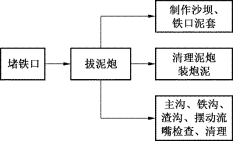 堵铁口
拔泥炮
制作沙坝、
铁口泥套
清理泥炮
装炮泥
主沟、铁沟、
渣沟、摆动流
嘴检查、清理